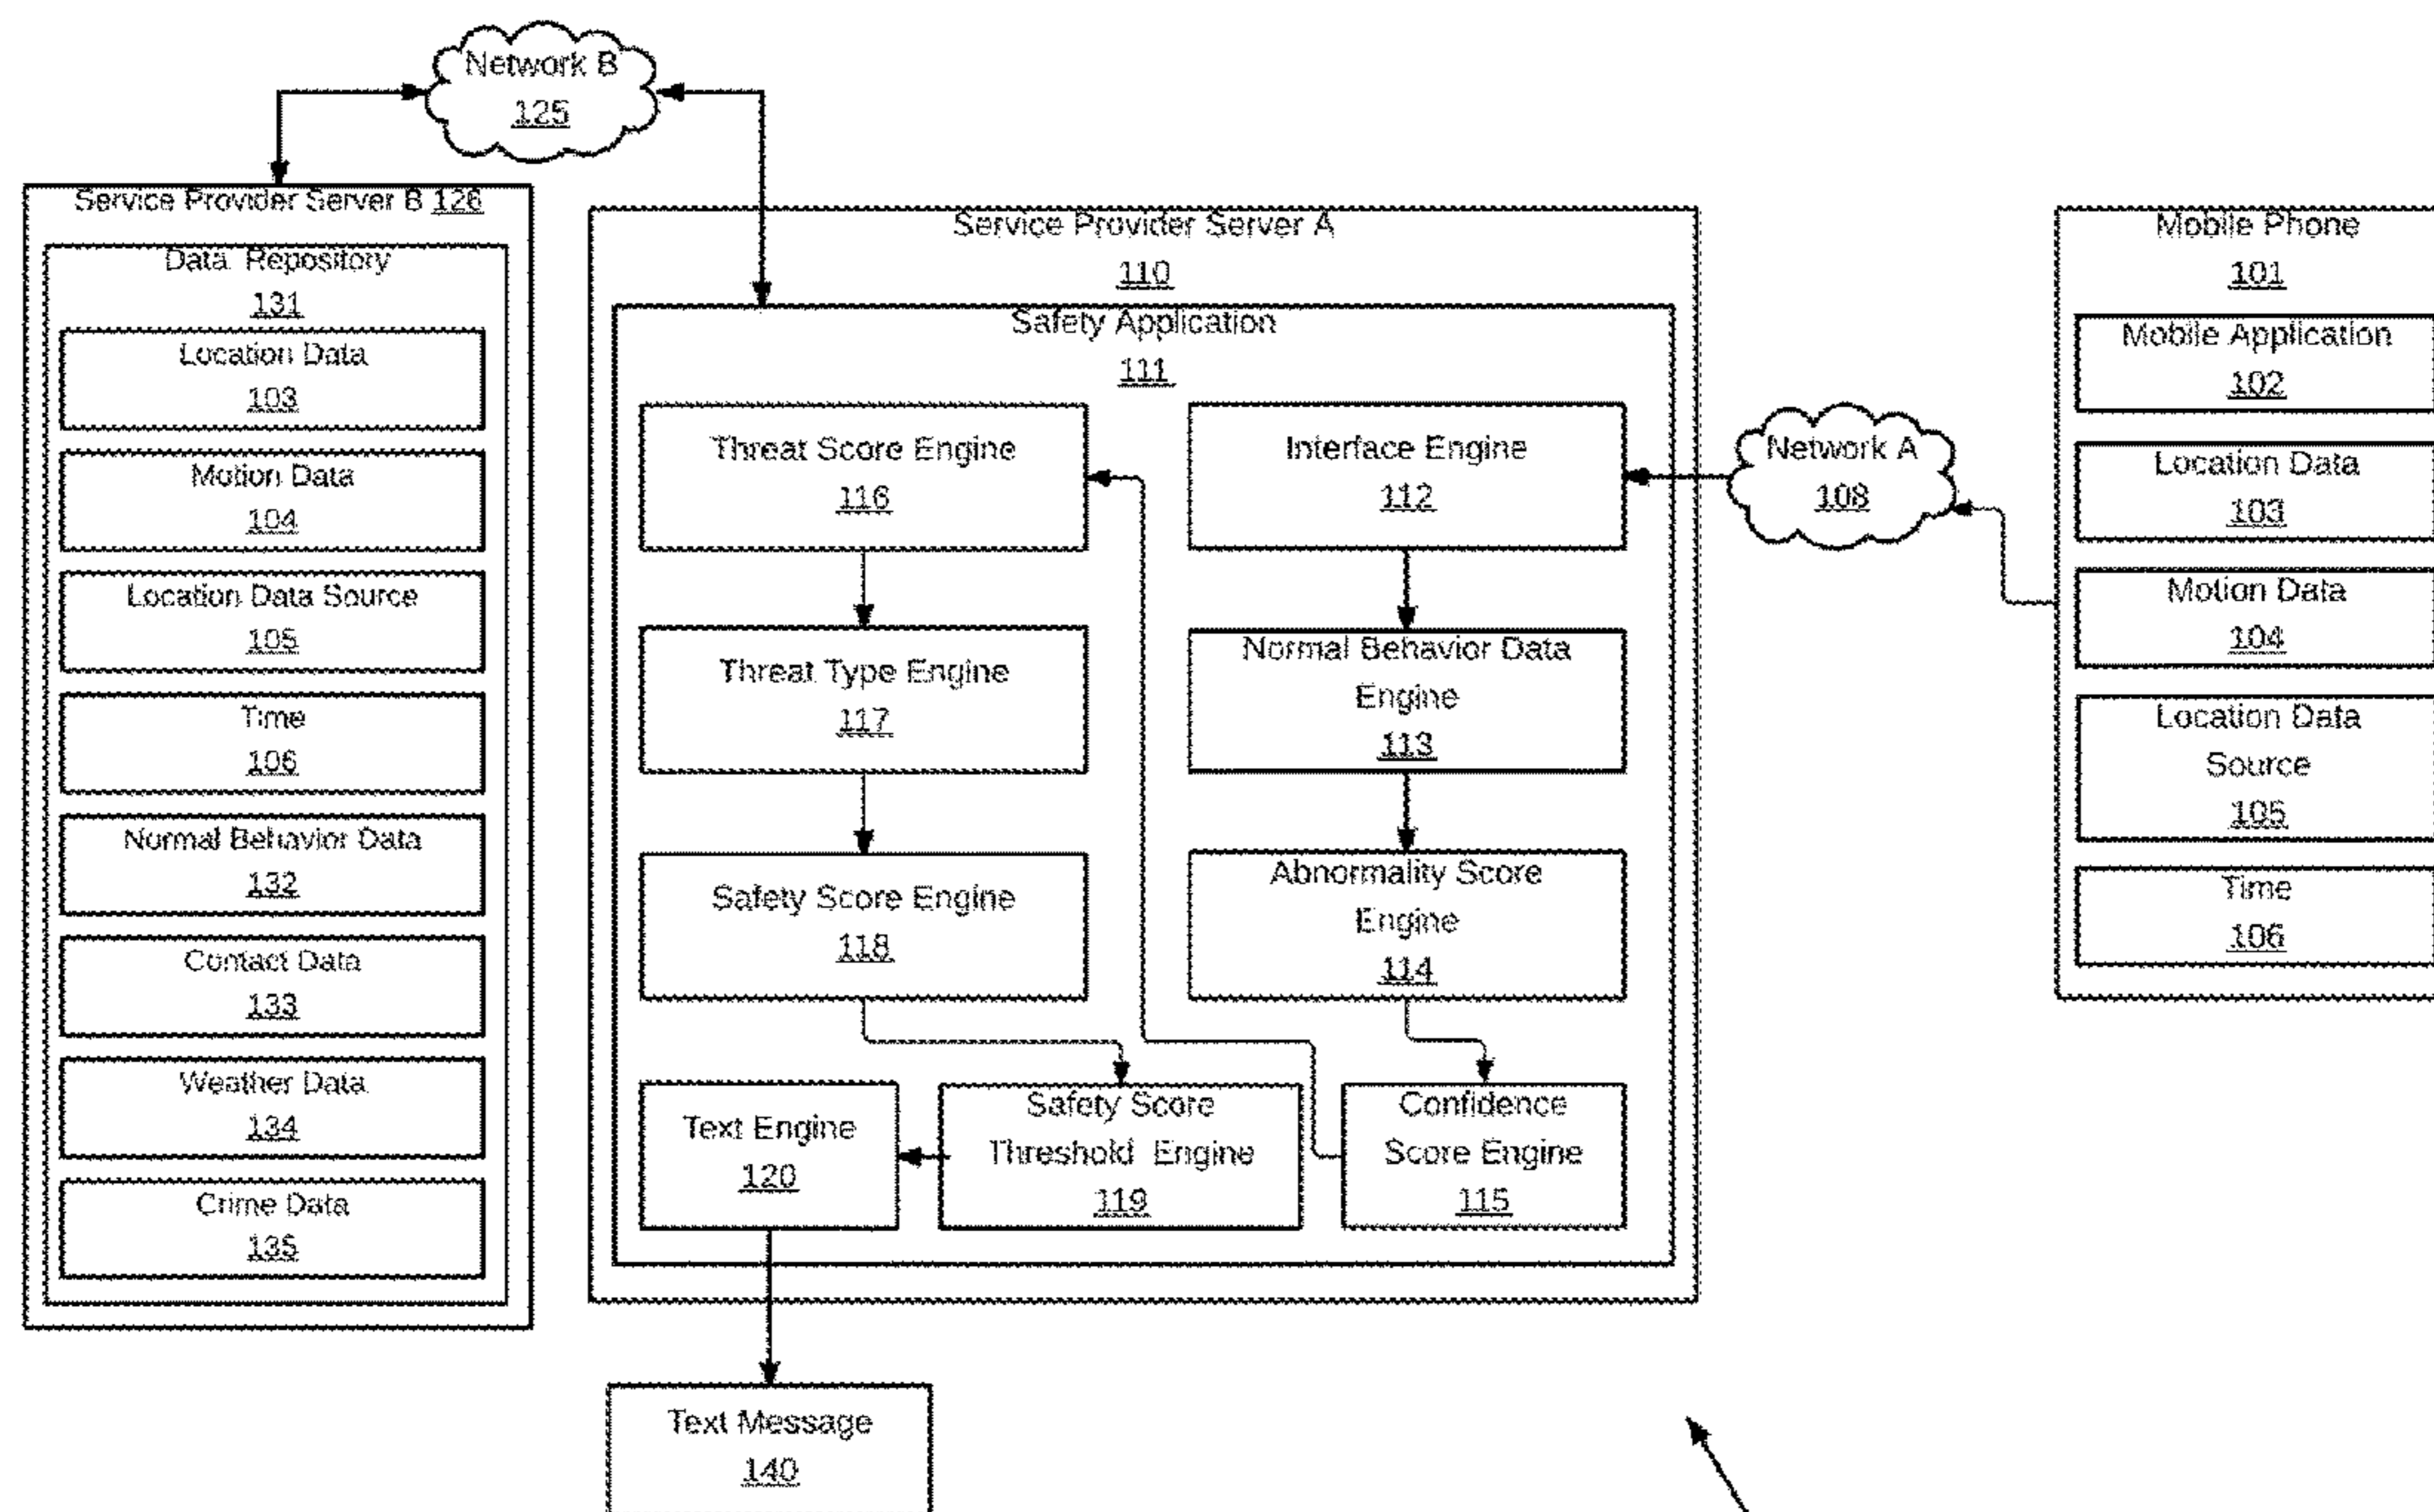 Network B
125
Service Provider Server B 126
Data Repository
131
Location Data
103
Motion Data
104
Location Data Source
105
Time
106
Normal Behavior Data
132
Contact Data
133
Weather Data
134
Crime Data
135
Service Provider Server A
110
Safety Application
111
Threat Score Engine
116
Threat Type Engine
117
Safety Score Engine
118
Text Engine
120
Safety Score
Threshold Engine
119
Interface Engine
112
Normal Behavior Data
Engine
113
Abnormality Score
Engine
114
Confidence
Score Engine
115
Text Message
140
Network A
108
Mobile Phone
101
Mobile Application
102
Location Data
103
Motion Data
104
Location Data
Source
105
Time
106